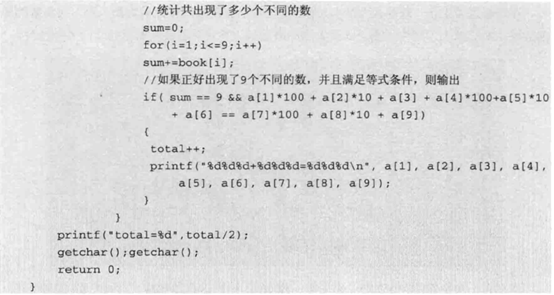 //统计共出现了多少个不同的数
sum=0;
for(i=1;i<=9;i++)
sum+=book[i];
//如果正好出现了9个不同的数，并且满足等式条件，则输出
if( sum == 9 && a[1]*100 + a[2]*10 + a[3] + a[4]*100+a[5]*10
+ a[6] == a[7]*100 + a[8]*10 + a[9])
{
total++;
printf("%d%d%d+%d%d%d=%d%d%d\n", a[1], a[2], a[3], a[4],
a[5], a[6], a[7], a[8], a[9]);
}
}
printf("total=%d",total/2);
getchar();getchar();
return 0;
}